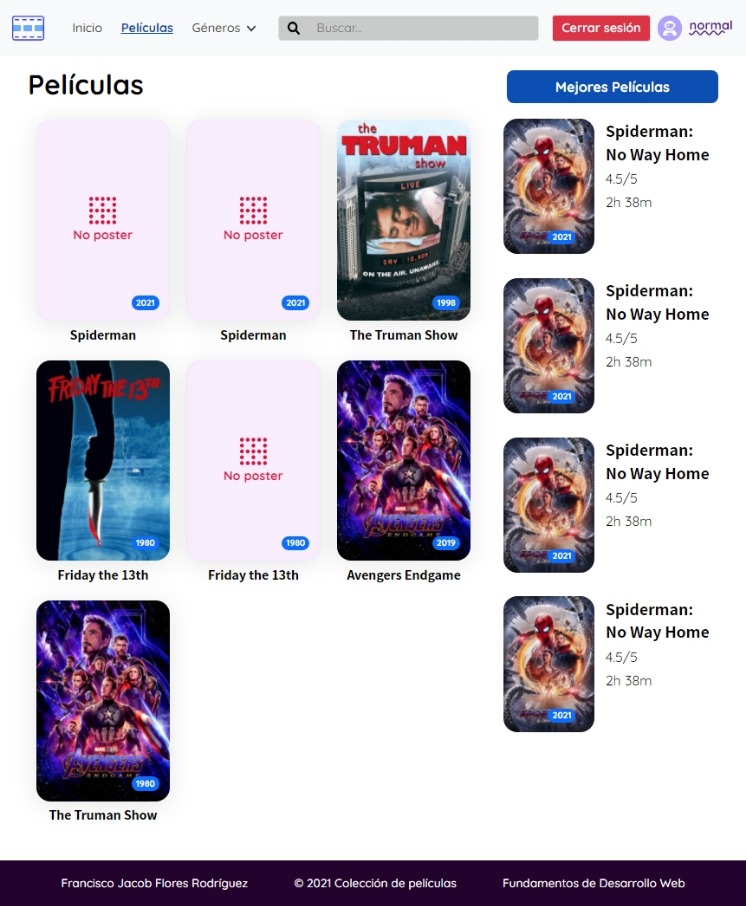 Inicio
Películas
Géneros
Buscar...
Cerrar sesión
normal
Películas
Mejores Películas
No poster
2021
Spiderman
No poster
2021
Spiderman
the
TRUMAN
show
LIVE
ON THE AIR. UNAWARE
1998
The Truman Show
FRIDAY THE 13TH
1980
Friday the 13th
No poster
1980
Friday the 13th
AVENGERS
ENDGAME
2019
Avengers Endgame
AVENGERS
ENDGAME
1980
The Truman Show
2021
Spiderman:
No Way Home
4.5/5
2h 38m
2021
Spiderman:
No Way Home
4.5/5
2h 38m
2021
Spiderman:
No Way Home
4.5/5
2h 38m
2021
Spiderman:
No Way Home
4.5/5
2h 38m
Francisco Jacob Flores Rodríguez
© 2021 Colección de películas
Fundamentos de Desarrollo Web